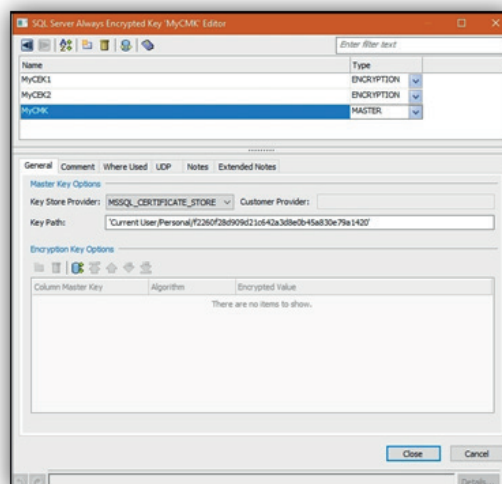 SQL Server Always Encrypted Key 'MyCMK' Editor
Enter filter text
Name Type
MyCEK1 ENCRYPTION
MyCEK2 ENCRYPTION
MyCMK MASTER
General Comment Where Used UDP Notes Extended Notes
Master Key Options
Key Store Provider: MSSQL_CERTIFICATE_STORE Customer Provider:
Key Path: 'Current User/Personal/f2260f28d909d21c642a3d8e0b45a830e79a1420'
Encryption Key Options
Column Master Key Algorithm Encrypted Value
There are no items to show.
Close Cancel
Details...